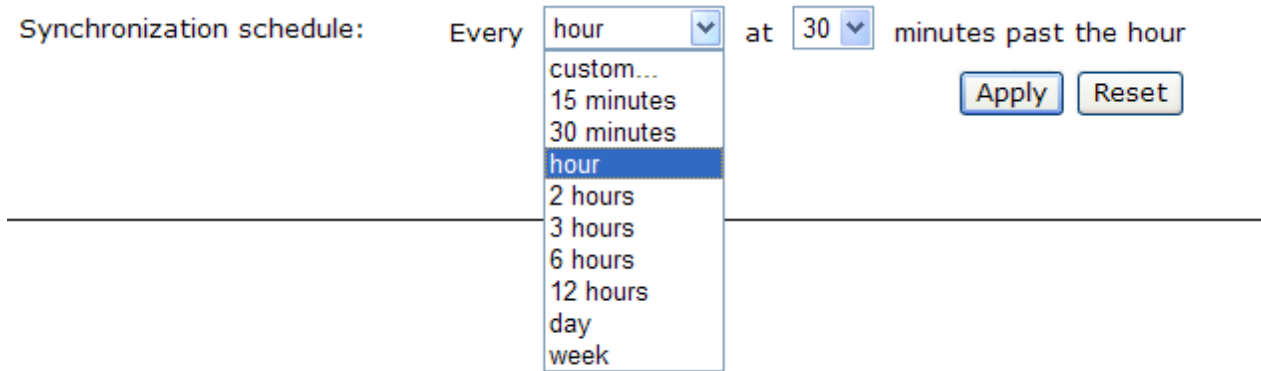 Synchronization schedule: Every hour at 30 minutes past the hour
custom...
15 minutes
30 minutes
hour
2 hours
3 hours
6 hours
12 hours
day
week
Apply Reset